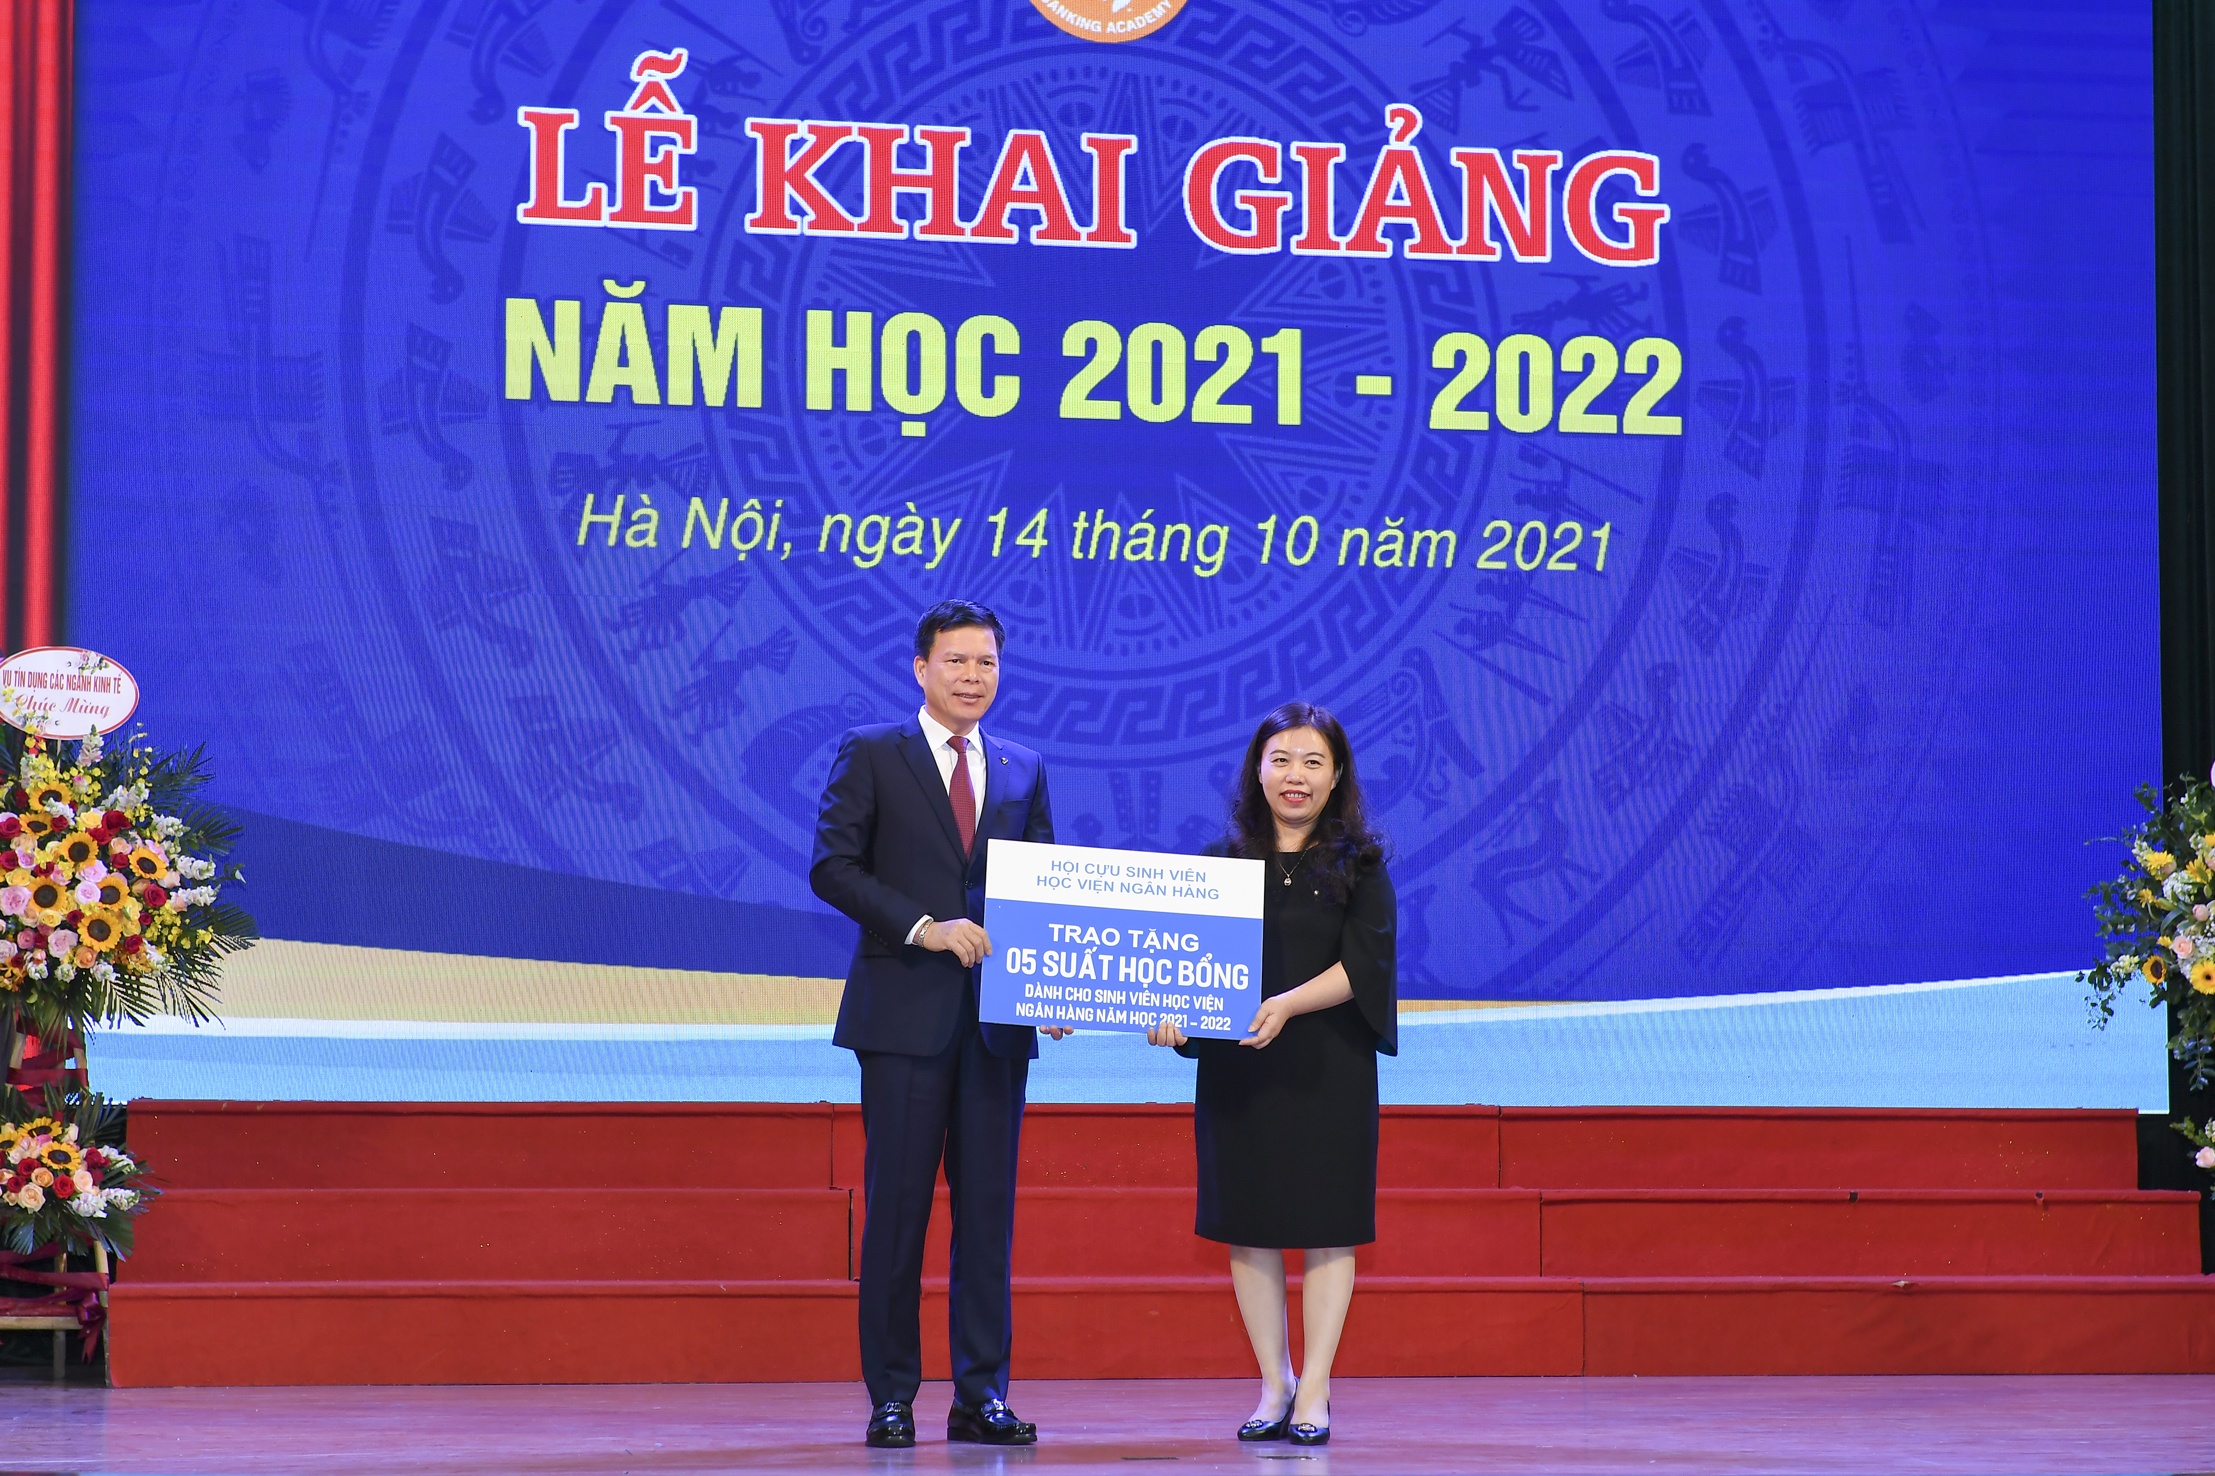 BANKING ACADEMY
LỄ KHAI GIẢNG
NĂM HỌC 2021 - 2022
Hà Nội, ngày 14 tháng 10 năm 2021
VỤ TÍN DỤNG CÁC NGÀNH KINH TẾ
Chúc Mừng
HỘI CỰU SINH VIÊN
HỌC VIỆN NGÂN HÀNG
TRAO TẶNG
05 SUẤT HỌC BỔNG
DÀNH CHO SINH VIÊN HỌC VIỆN
NGÂN HÀNG NĂM HỌC 2021 – 2022